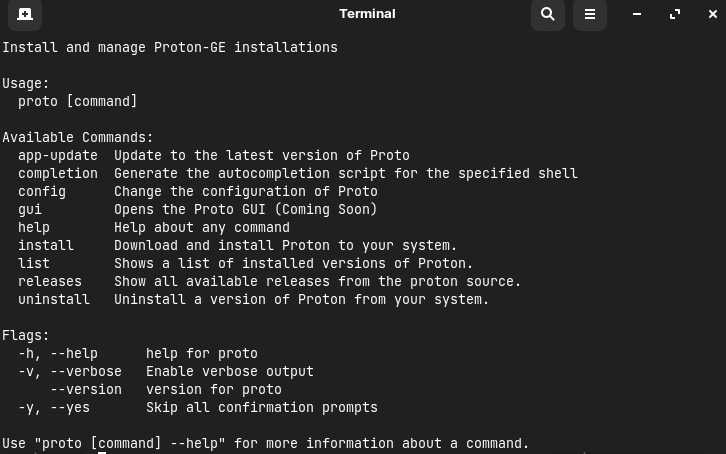 Terminal
Install and manage Proton-GE installations
Usage:
proto [command]
Available Commands:
app-update  Update to the latest version of Proto
completion  Generate the autocompletion script for the specified shell
config      Change the configuration of Proto
gui         Opens the Proto GUI (Coming Soon)
help        Help about any command
install     Download and install Proton to your system.
list        Shows a list of installed versions of Proton.
releases    Show all available releases from the proton source.
uninstall   Uninstall a version of Proton from your system.
Flags:
-h, --help      help for proto
-v, --verbose   Enable verbose output
--version   version for proto
-y, --yes       Skip all confirmation prompts
Use "proto [command] --help" for more information about a command.